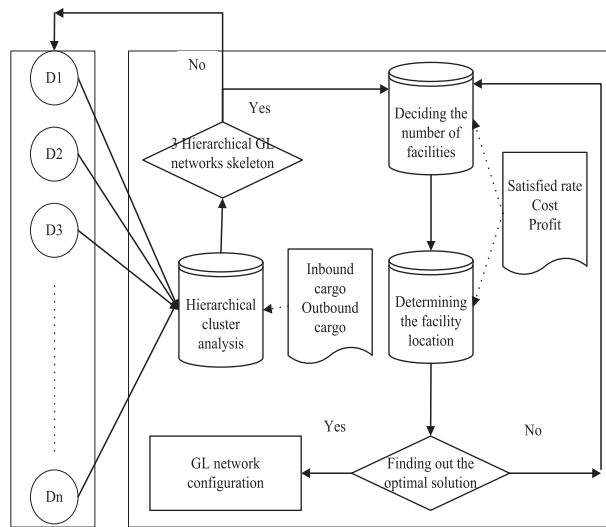 No
D1
Yes
Deciding the
number of
facilities
D2
3 Hierarchical GL
networks skeleton
Satisfied rate
Cost
Profit
D3
Hierarchical
cluster
analysis
Inbound
cargo
Outbound
cargo
Determining
the facility
location
Yes
No
GL network
configuration
Finding out the
optimal solution
Dn